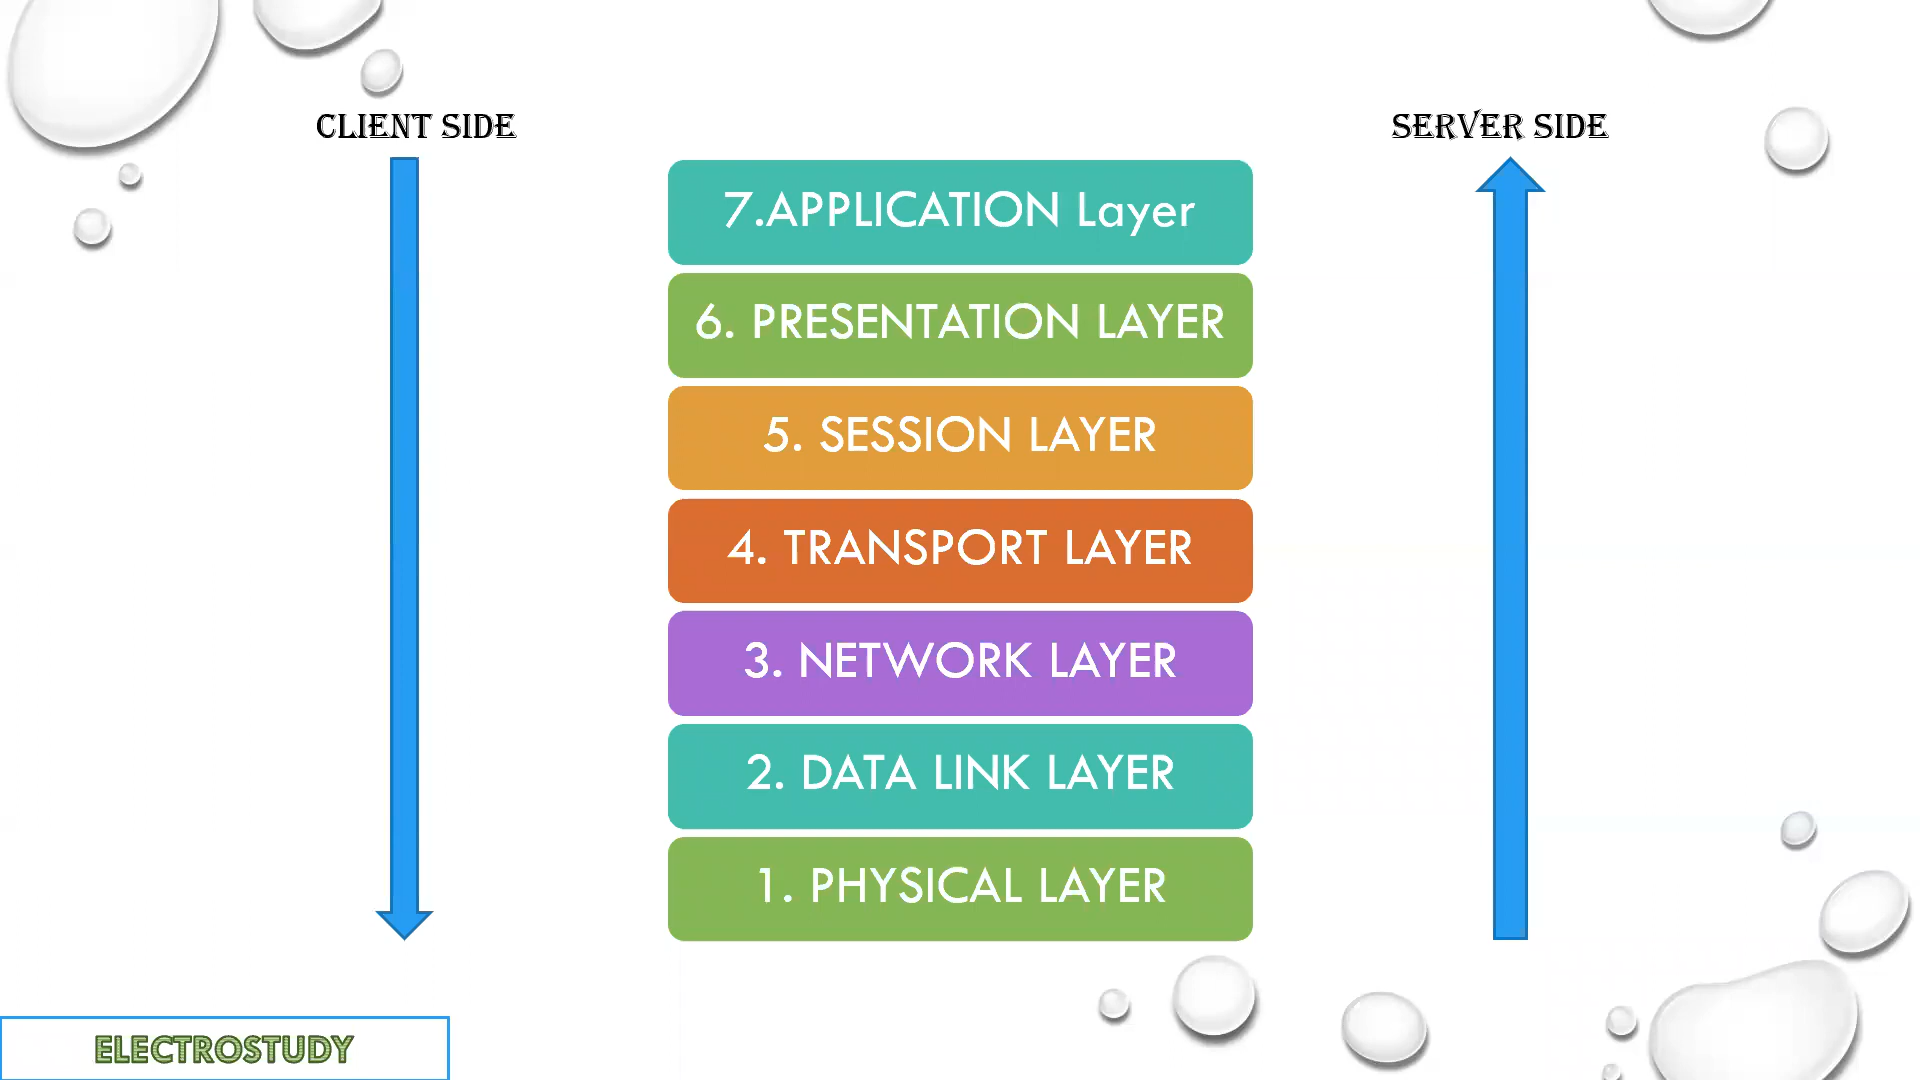 CLIENT SIDE
SERVER SIDE
7.APPLICATION Layer
6. PRESENTATION LAYER
5. SESSION LAYER
4. TRANSPORT LAYER
3. NETWORK LAYER
2. DATA LINK LAYER
1. PHYSICAL LAYER
ELECTROSTUDY